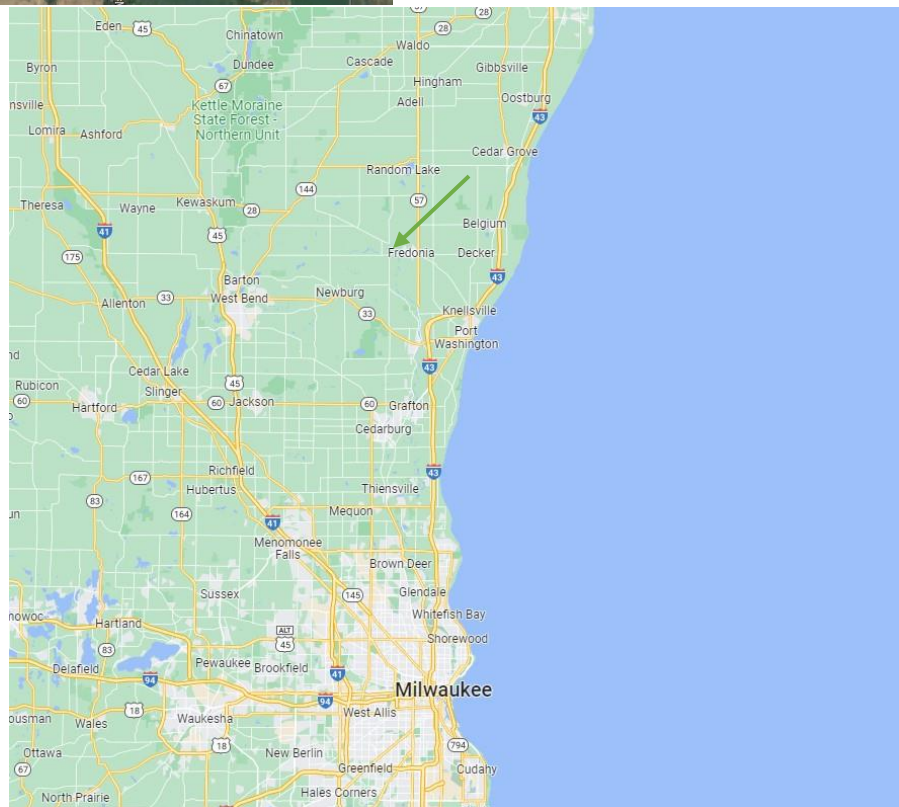 57
28
Eden
45
Chinatown
Waldo
28
Byron
Dundee
Cascade
Gibbsville
67
Hingham
nsville
Kettle Moraine
State Forest -
Northern Unit
Adell
Oostburg
43
Lomira
Ashford
Cedar Grove
Random Lake
144
57
Theresa
Wayne
Kewaskum
28
Belgium
41
45
Fredonia
Decker
175
43
Barton
West Bend
Newburg
Allenton
33
33
Knellsville
Port
Washington
nd
43
Cedar Lake
Rubicon
Slinger
45
60
Hartford
60
Jackson
60
Grafton
Cedarburg
Richfield
43
167
Hubertus
Thiensville
83
un
164
Mequon
41
Menomonee
Falls
Brown Deer
Sussex
145
Glendale
nowoc
Hartland
Whitefish Bay
ALT
45
Shorewood
83
Delafield
Pewaukee
Brookfield
94
41
Milwaukee
94
ousman
Wales
18
Waukesha
West Allis
18
794
Ottawa
New Berlin
67
Greenfield
Cudahy
North Prairie
Hales Corners